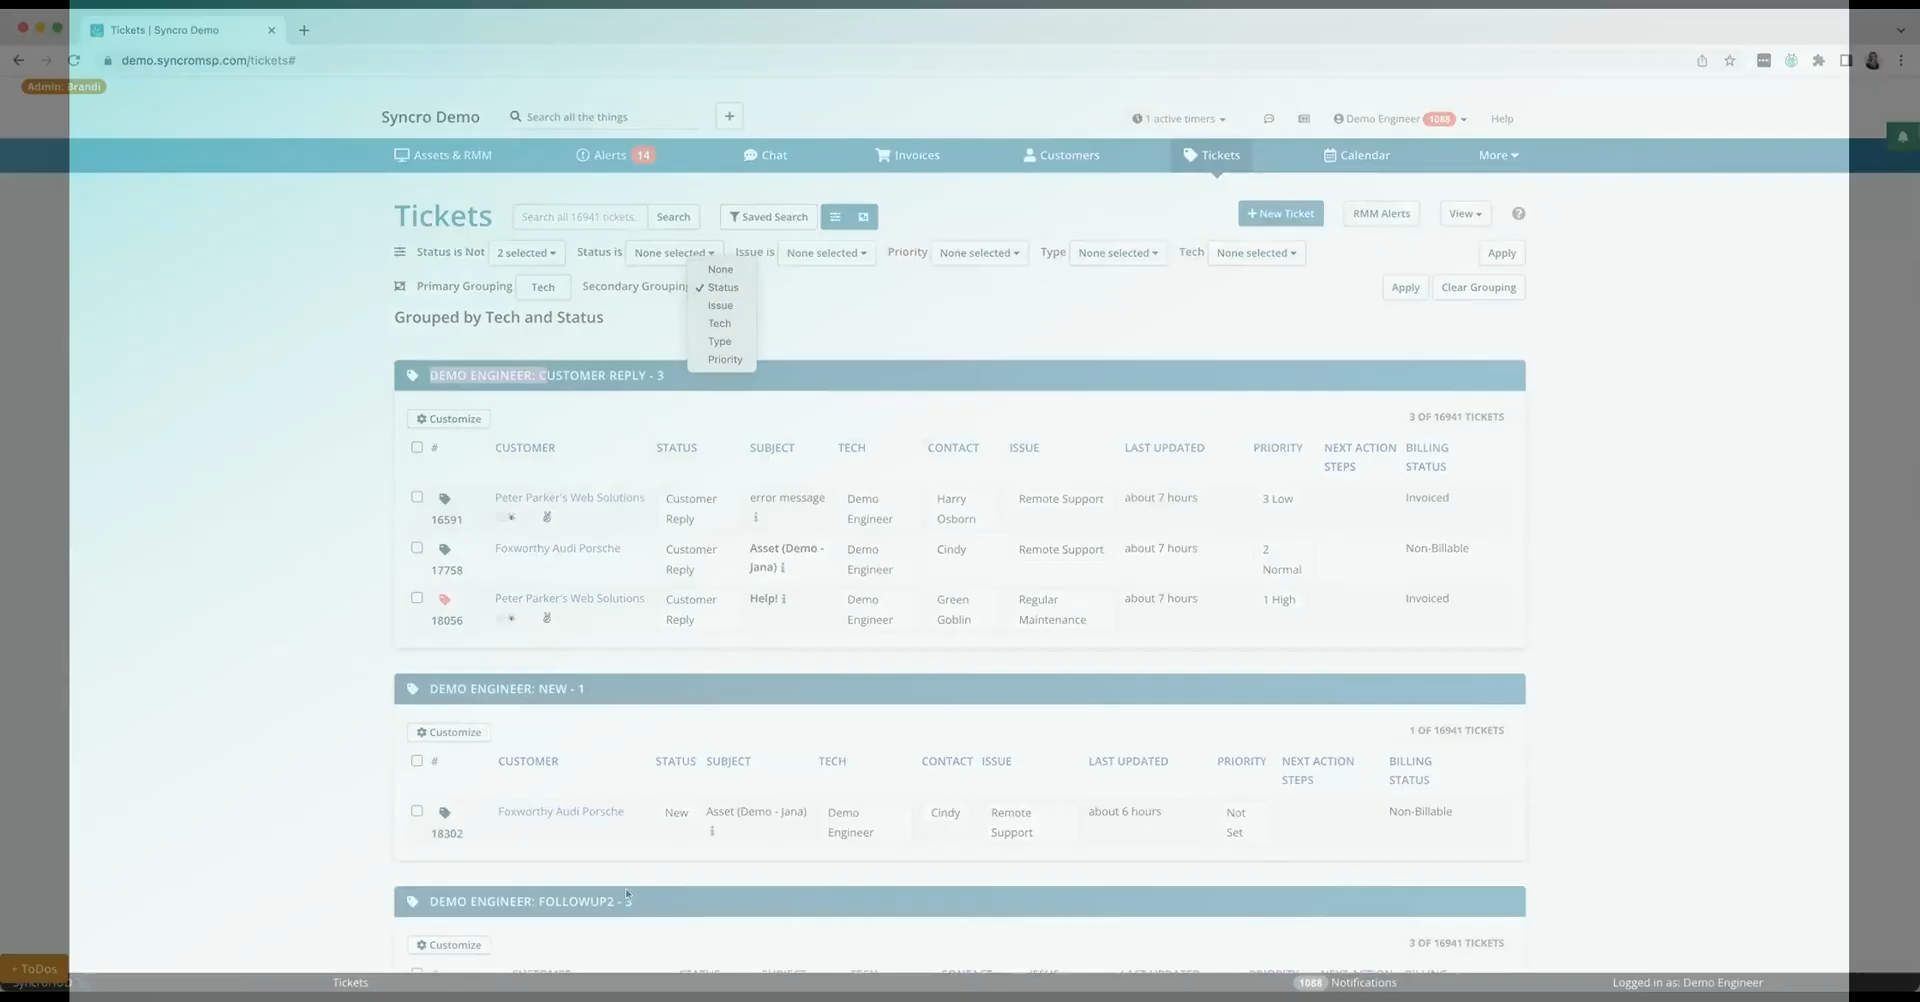 Tickets | Syncro Demo
demo.syncromsp.com/tickets#
Admin: Brandi
Syncro Demo
Search all the things
+
1 active timers
Demo Engineer 1088
Help
Assets & RMM
Alerts 14
Chat
Invoices
Customers
Tickets
Calendar
More
Tickets
Search all 16941 tickets.
Search
Saved Search
+ New Ticket
RMM Alerts
View
Status is Not 2 selected Status is None selected Issue is None selected Priority None selected Type None selected Tech None selected Apply
Primary Grouping Tech Secondary Grouping Apply Clear Grouping
None
Status
Issue
Tech
Type
Priority
Grouped by Tech and Status
DEMO ENGINEER: CUSTOMER REPLY - 3
Customize
3 OF 16941 TICKETS
# CUSTOMER STATUS SUBJECT TECH CONTACT ISSUE LAST UPDATED PRIORITY NEXT ACTION STEPS BILLING STATUS
16591 Peter Parker's Web Solutions Customer Reply error message Demo Engineer Harry Osborn Remote Support about 7 hours 3 Low Invoiced
17758 Foxworthy Audi Porsche Customer Reply Asset (Demo - Jana) Demo Engineer Cindy Remote Support about 7 hours 2 Normal Non-Billable
18056 Peter Parker's Web Solutions Customer Reply Help! Demo Engineer Green Goblin Regular Maintenance about 7 hours 1 High Invoiced
DEMO ENGINEER: NEW - 1
Customize
1 OF 16941 TICKETS
# CUSTOMER STATUS SUBJECT TECH CONTACT ISSUE LAST UPDATED PRIORITY NEXT ACTION STEPS BILLING STATUS
18302 Foxworthy Audi Porsche New Asset (Demo - Jana) Demo Engineer Cindy Remote Support about 6 hours Not Set Non-Billable
DEMO ENGINEER: FOLLOWUP2 - 3
Customize
3 OF 16941 TICKETS
+ ToDos
Tickets
1088 Notifications
Logged in as: Demo Engineer